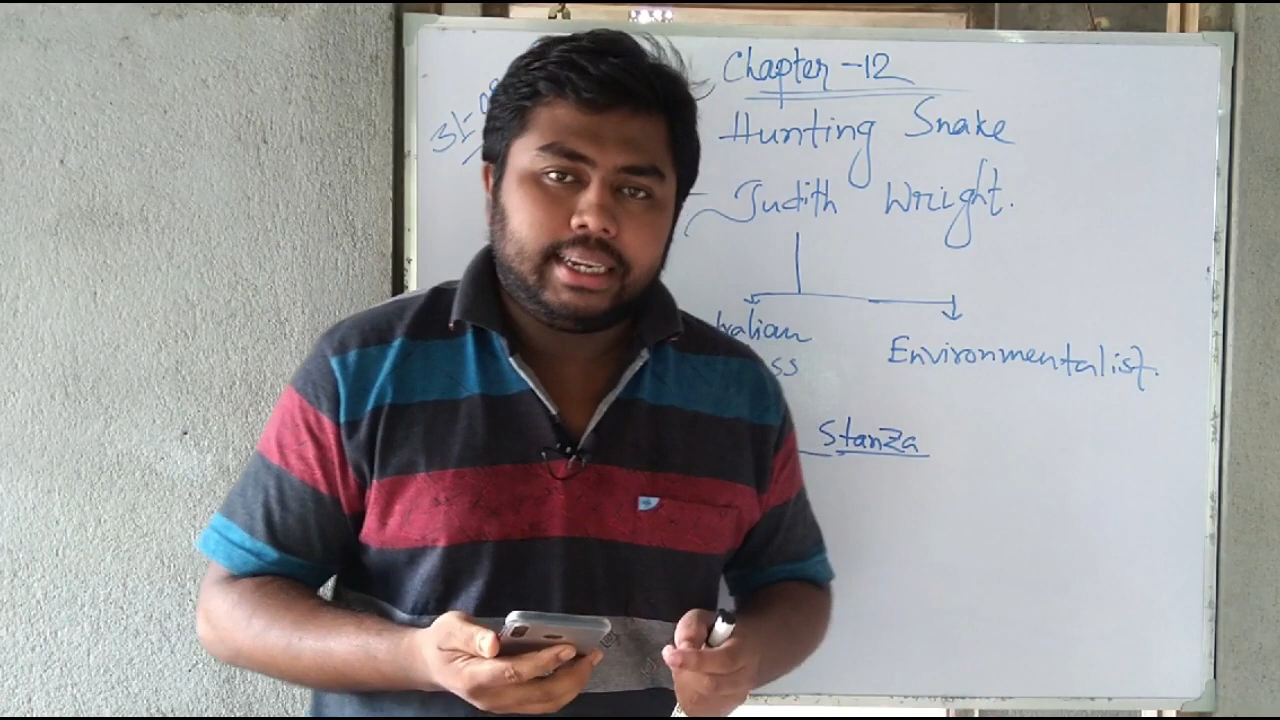 Chapter -12
Hunting Snake
Judith Wright.
Environmentalist.
Stanza